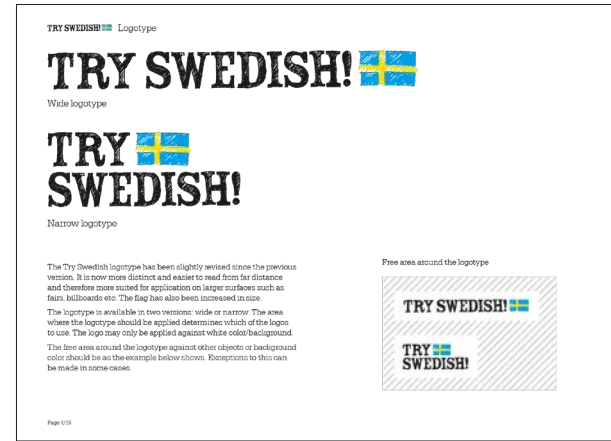 TRY SWEDISH! Logotype
TRY SWEDISH!
Wide logotype
TRY
SWEDISH!
Narrow logotype
The Try Swedish logotype has been slightly revised since the previous
version. It is now more distinct and easier to read from far distance
and therefore more suited for application on larger surfaces such as
fairs, billboards etc. The flag has also been increased in size.
The logotype is available in two versions: wide or narrow. The area
where the logotype should be applied determines which of the logos
to use. The logo may only be applied against white color/background.
The free area around the logotype against other objects or background
color should be as the example below shows. Exceptions to this can
be made in some cases.
Free area around the logotype
TRY SWEDISH!
TRY
SWEDISH!